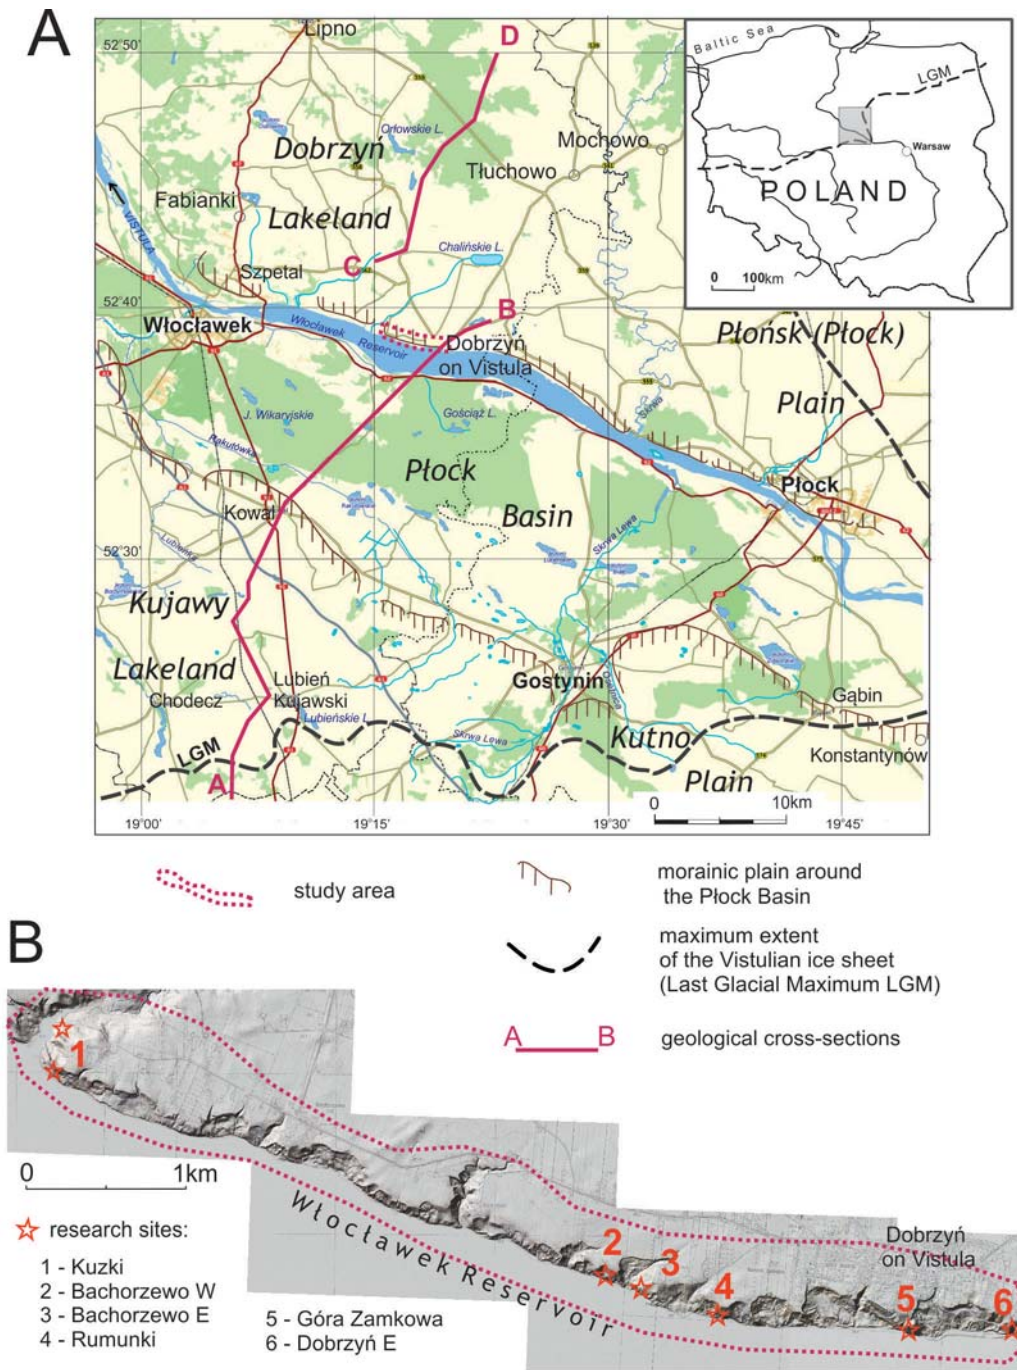 A
Lipno
D
52°50'
Baltic Sea
LGM
Warsaw
POLAND
0 100km
Orłowskie L.
Dobrzyń
Mochowo
Tłuchowo
Fabianki
Lakeland
VISTULA
Chalińskie L.
C
Szpetal
52°40'
B
Włocławek
Włocławek
Reservoir
Dobrzyń
on Vistula
Płońsk (Płock)
Plain
J. Wikaryjskie
Gościąż L.
Skrwa
Rakutówka
Płock
Płock
Kowal
Basin
Skrwa Lewa
52°30'
Lubieńka
Kujawy
Lakeland
Chodecz
Lubień
Kujawski
Lubieńskie L.
Gostynin
Gąbin
Skrwa Lewa
Kutno
Konstantynów
LGM
Plain
A
0 10km
19°00' 19°15' 19°30' 19°45'
study area
morainic plain around
the Płock Basin
maximum extent
of the Vistulian ice sheet
(Last Glacial Maximum LGM)
A B
geological cross-sections
B
1
0 1km
Włocławek Reservoir
2
3
4
Dobrzyń
on Vistula
5
6
research sites:
1 - Kuzki
2 - Bachorzewo W
3 - Bachorzewo E
4 - Rumunki
5 - Góra Zamkowa
6 - Dobrzyń E